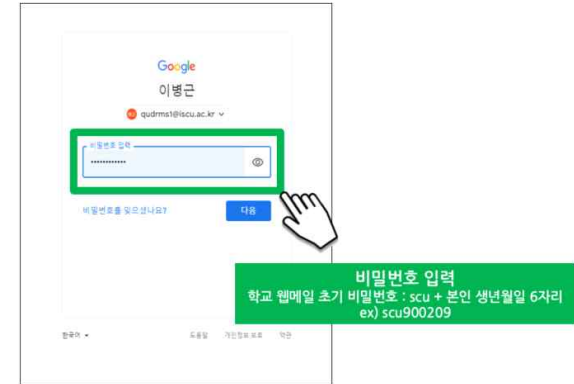 Google
이병근
qudrms1@iscu.ac.kr
비밀번호 입력
••••••••••••
비밀번호를 잊으셨나요?
다음
비밀번호 입력
학교 웹메일 초기 비밀번호 : scu + 본인 생년월일 6자리
ex) scu900209
한국어 도움말 개인정보 보호 약관